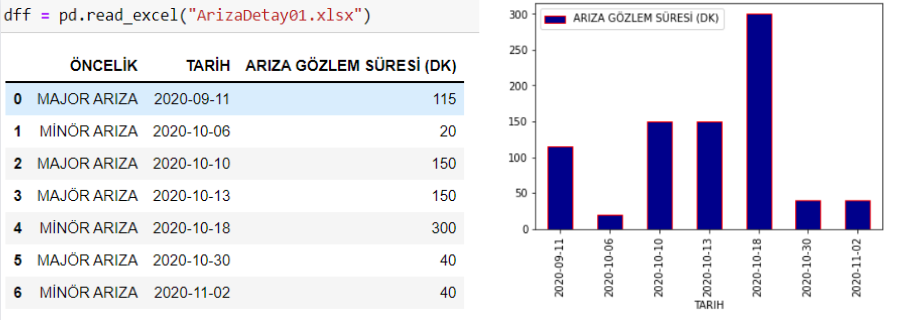 dff = pd.read_excel("ArizaDetay01.xlsx")
ÖNCELİK TARİH ARIZA GÖZLEM SÜRESİ (DK)
0 MAJOR ARIZA 2020-09-11 115
1 MİNÖR ARIZA 2020-10-06 20
2 MAJOR ARIZA 2020-10-10 150
3 MAJÖR ARIZA 2020-10-13 150
4 MİNÖR ARIZA 2020-10-18 300
5 MAJÖR ARIZA 2020-10-30 40
6 MİNÖR ARIZA 2020-11-02 40
ARIZA GÖZLEM SÜRESİ (DK)
300
250
200
150
100
50
0
2020-09-11
2020-10-06
2020-10-10
2020-10-13
2020-10-18
2020-10-30
2020-11-02
TARIH